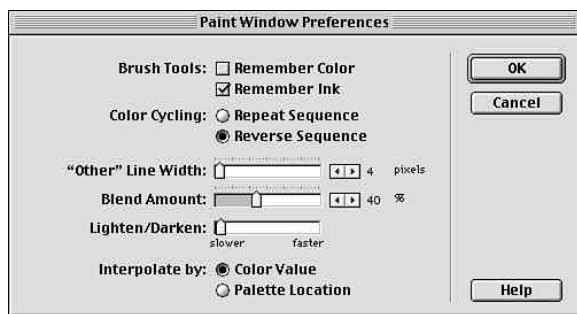 Paint Window Preferences
Brush Tools: Remember Color
Remember Ink
Color Cycling: Repeat Sequence
Reverse Sequence
“Other” Line Width: 4 pixels
Blend Amount: 40 %
Lighten/Darken:
slower faster
Interpolate by: Color Value
Palette Location
OK
Cancel
Help